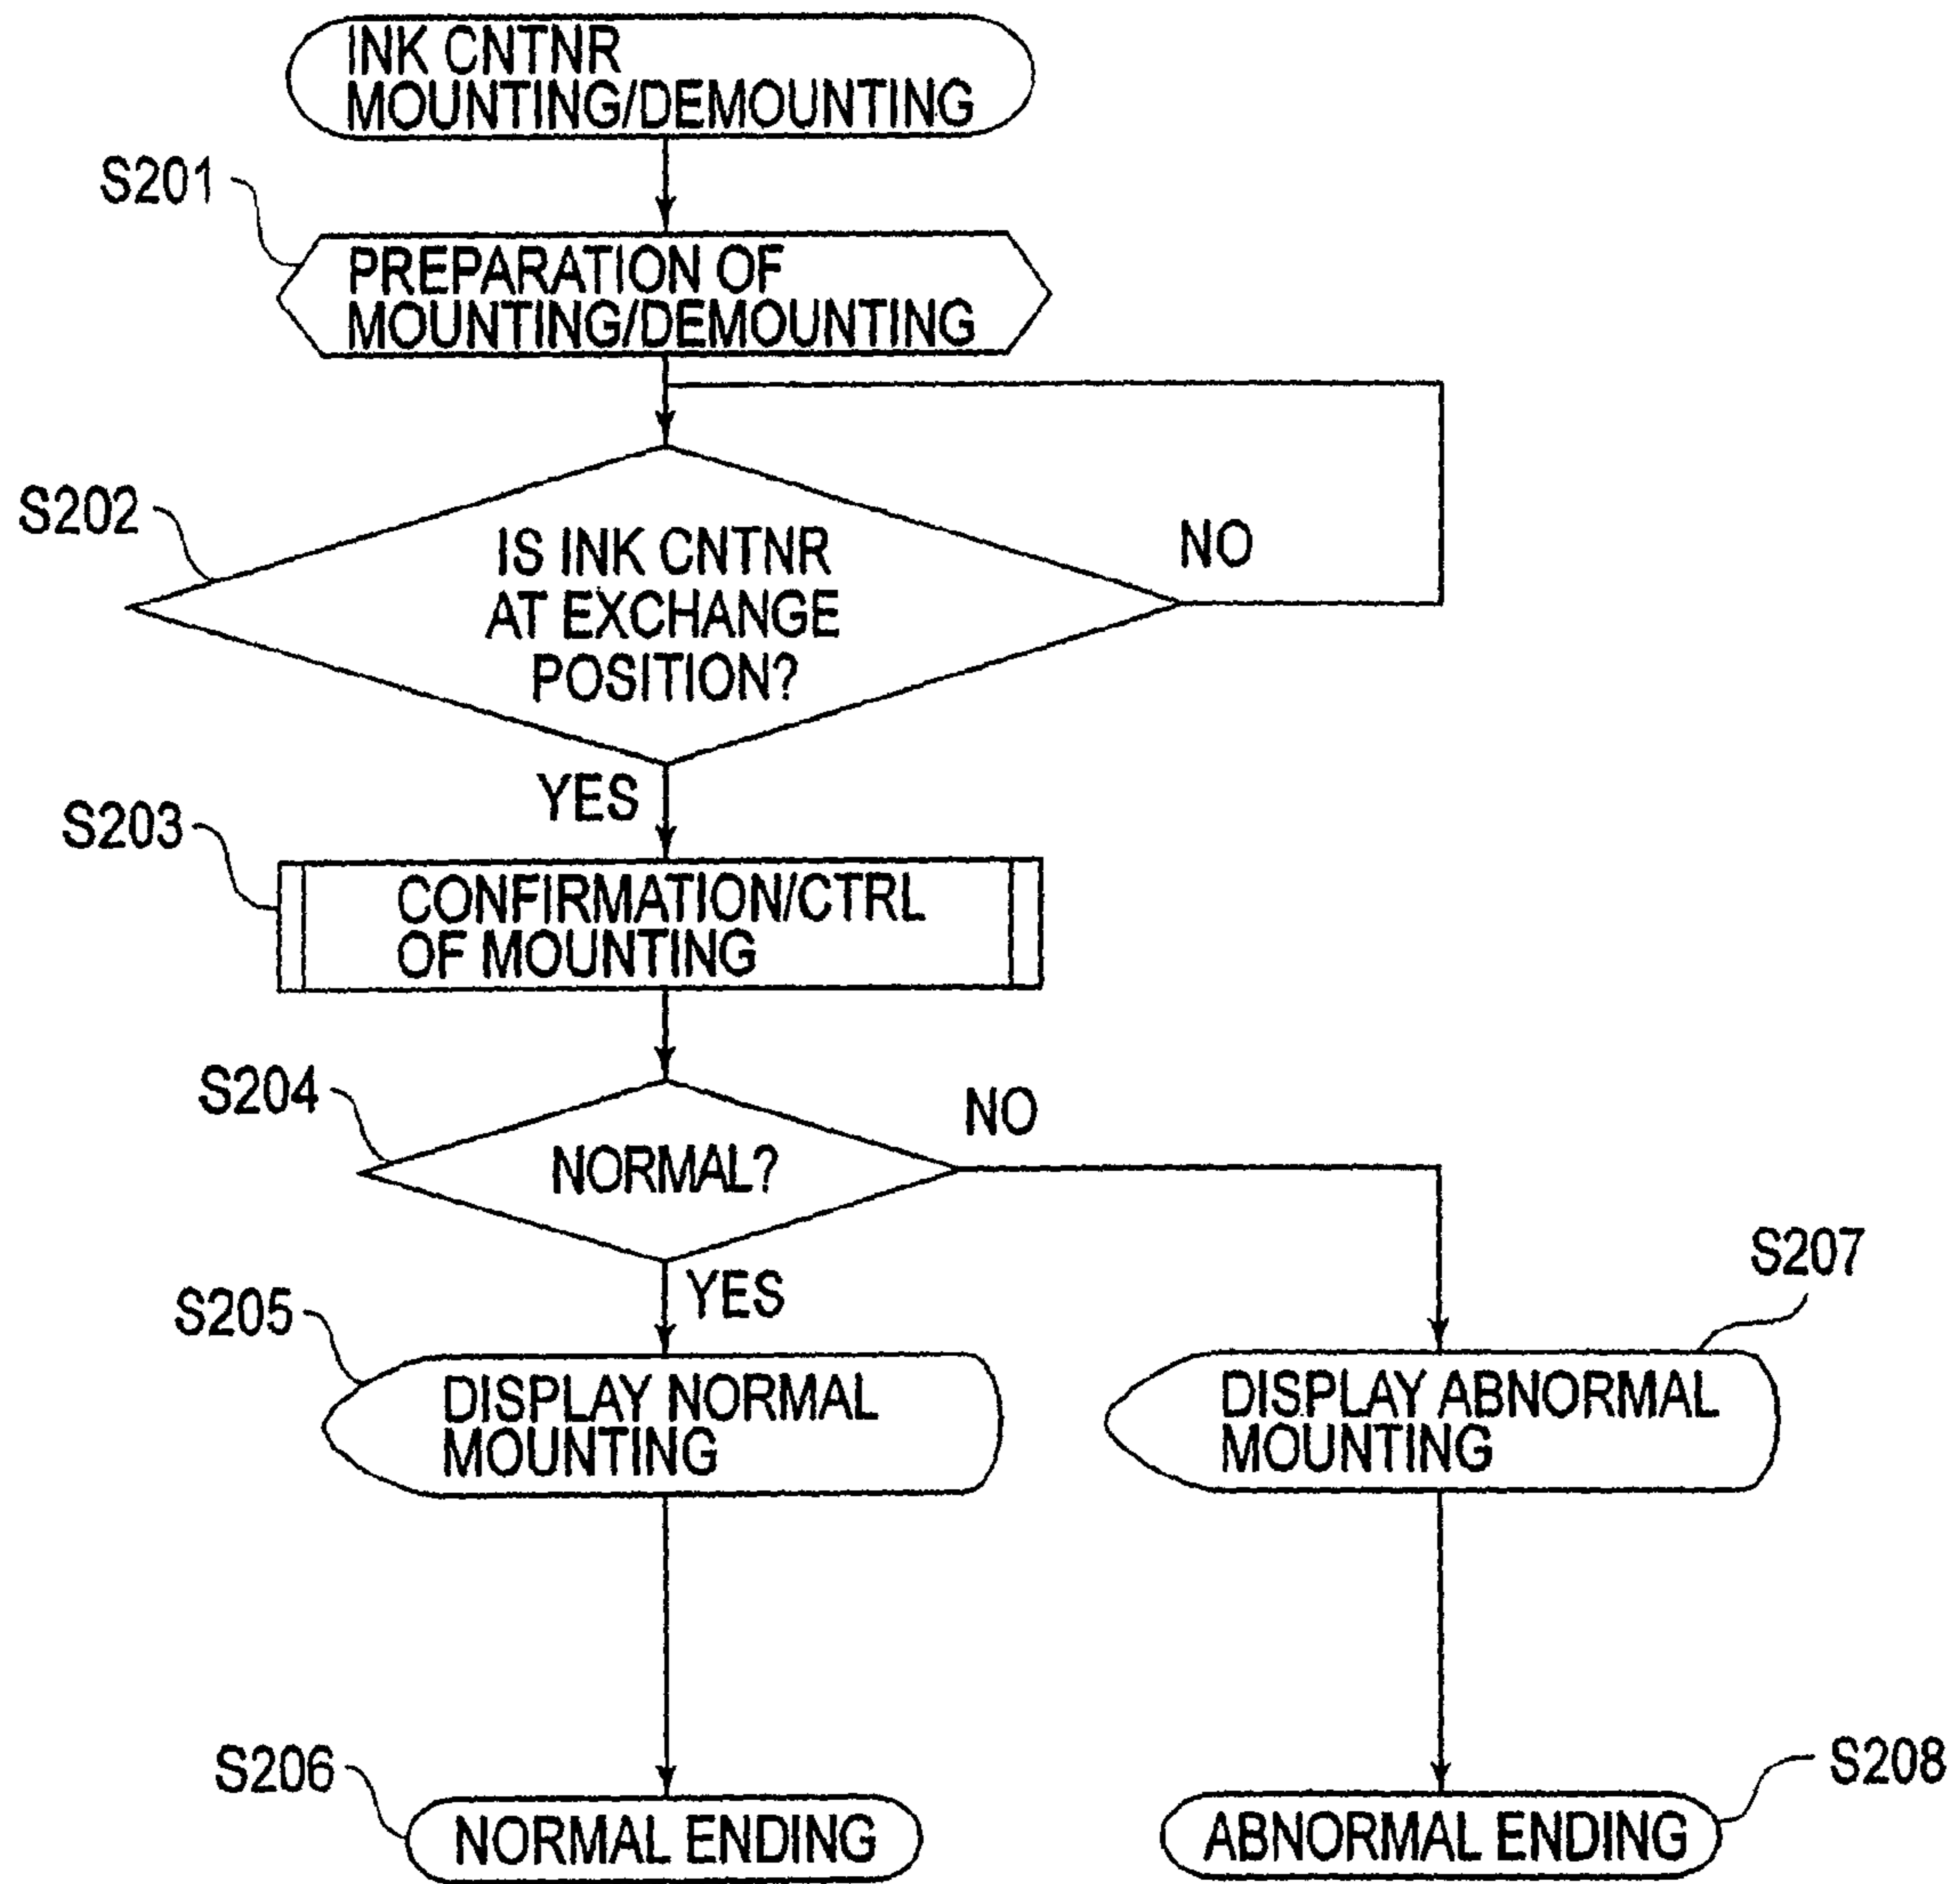 INK CNTNR
MOUNTING/DEMOUNTING
S201
PREPARATION OF
MOUNTING/DEMOUNTING
S202
IS INK CNTNR
AT EXCHANGE
POSITION?
NO
YES
S203
CONFIRMATION/CTRL
OF MOUNTING
S204
NORMAL?
NO
YES
S205
DISPLAY NORMAL
MOUNTING
S207
DISPLAY ABNORMAL
MOUNTING
S206
NORMAL ENDING
S208
ABNORMAL ENDING